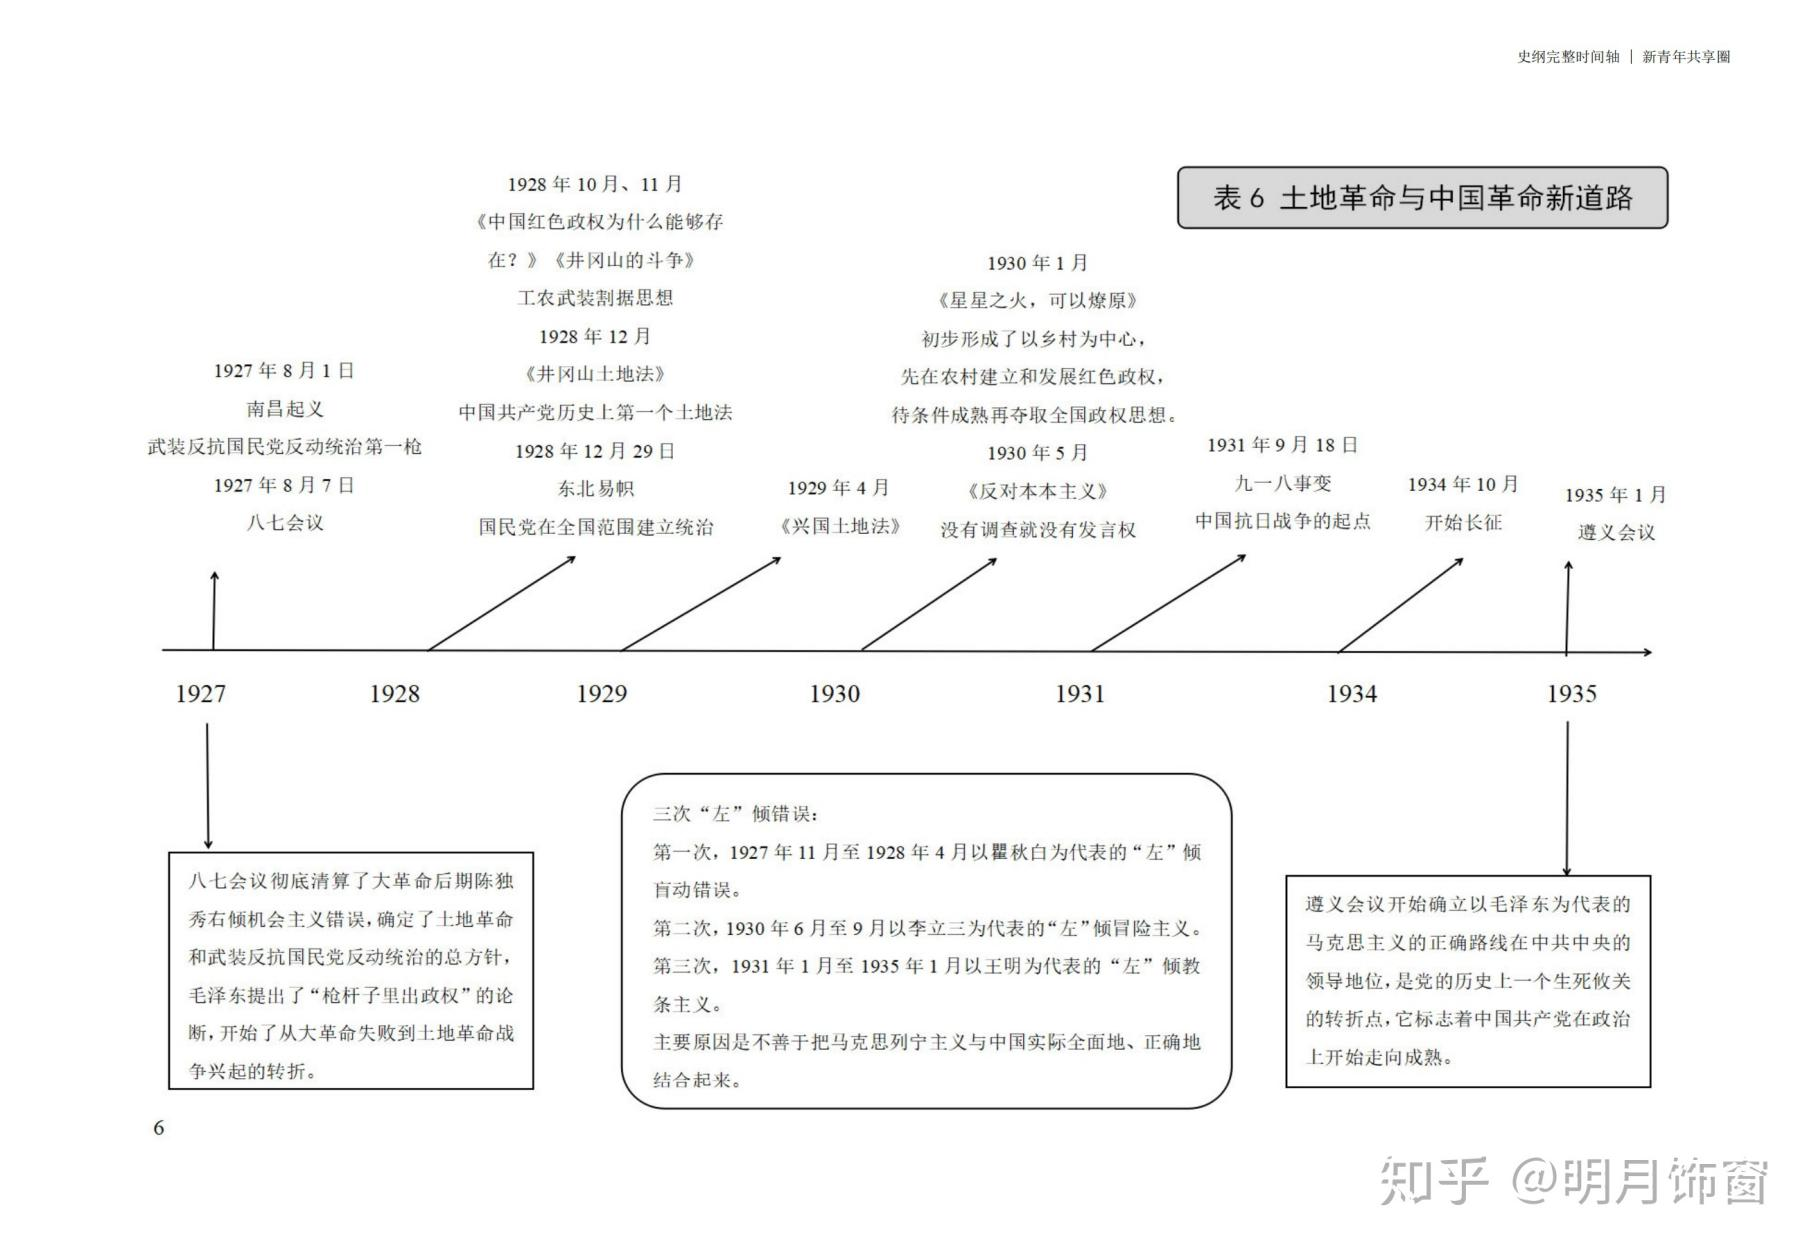 史纲完整时间轴 | 新青年共享圈
表 6 土地革命与中国革命新道路
1927 年 8 月 1 日
南昌起义
武装反抗国民党反动统治第一枪
1927 年 8 月 7 日
八七会议
1928 年 10 月、11 月
《中国红色政权为什么能够存
在？》《井冈山的斗争》
工农武装割据思想
1928 年 12 月
《井冈山土地法》
中国共产党历史上第一个土地法
1928 年 12 月 29 日
东北易帜
国民党在全国范围建立统治
1929 年 4 月
《兴国土地法》
1930 年 1 月
《星星之火，可以燎原》
初步形成了以乡村为中心，
先在农村建立和发展红色政权，
待条件成熟再夺取全国政权思想。
1930 年 5 月
《反对本本主义》
没有调查就没有发言权
1931 年 9 月 18 日
九一八事变
中国抗日战争的起点
1934 年 10 月
开始长征
1935 年 1 月
遵义会议
1927
1928
1929
1930
1931
1934
1935
八七会议彻底清算了大革命后期陈独
秀右倾机会主义错误，确定了土地革命
和武装反抗国民党反动统治的总方针，
毛泽东提出了“枪杆子里出政权”的论
断，开始了从大革命失败到土地革命战
争兴起的转折。
三次“左”倾错误：
第一次，1927 年 11 月至 1928 年 4 月以瞿秋白为代表的“左”倾
盲动错误。
第二次，1930 年 6 月至 9 月以李立三为代表的“左”倾冒险主义。
第三次，1931 年 1 月至 1935 年 1 月以王明为代表的“左”倾教
条主义。
主要原因是不善于把马克思列宁主义与中国实际全面地、正确地
结合起来。
遵义会议开始确立以毛泽东为代表的
马克思主义的正确路线在中共中央的
领导地位，是党的历史上一个生死攸关
的转折点，它标志着中国共产党在政治
上开始走向成熟。
6
知乎 @明月饰窗